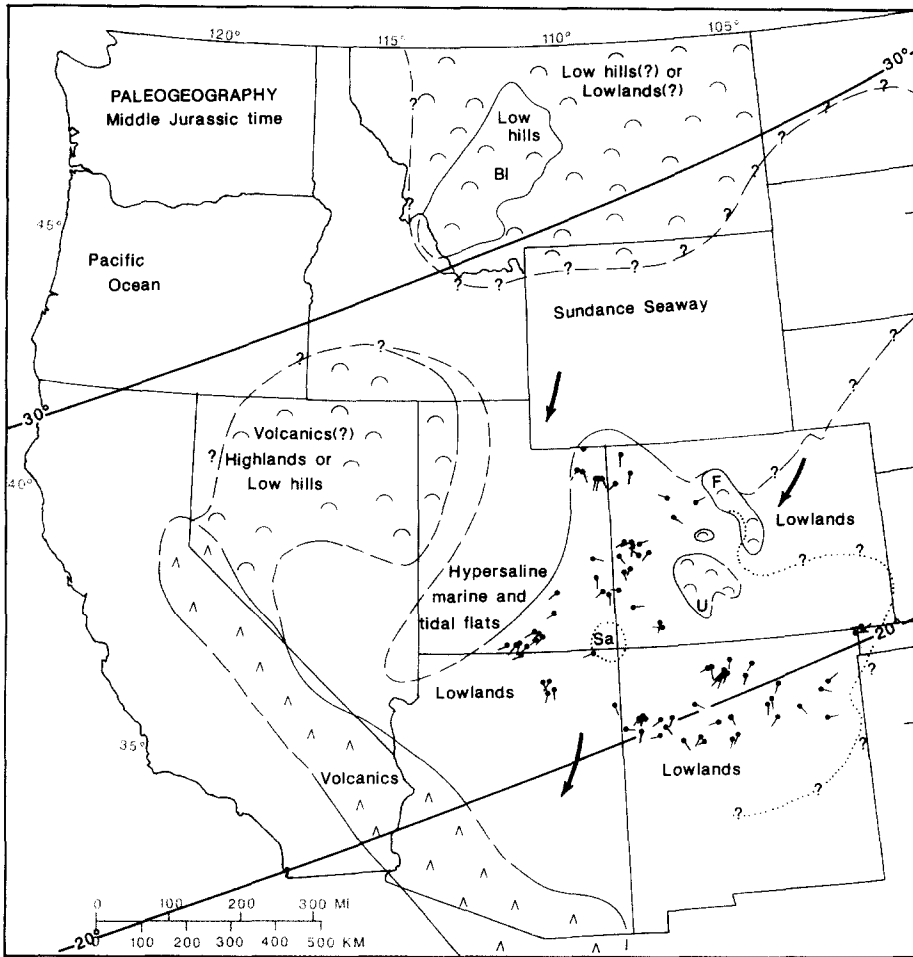 120°
115°
110°
105°
PALEOGEOGRAPHY
Middle Jurassic time
Low hills(?) or
Lowlands(?)
30°
?
Low
hills
BI
?
?
?
?
?
?
?
?
?
?
?
?
45°
Pacific
Ocean
Sundance Seaway
?
?
?
?
30°
?
Volcanics(?)
Highlands or
Low hills
?
40°
F
Lowlands
?
?
Hypersaline
marine and
tidal flats
U
Sa
?
20°
?
Lowlands
Lowlands
?
?
?
35°
Volcanics
0 100 200 300 Mi
0 100 200 300 400 500 KM
20°